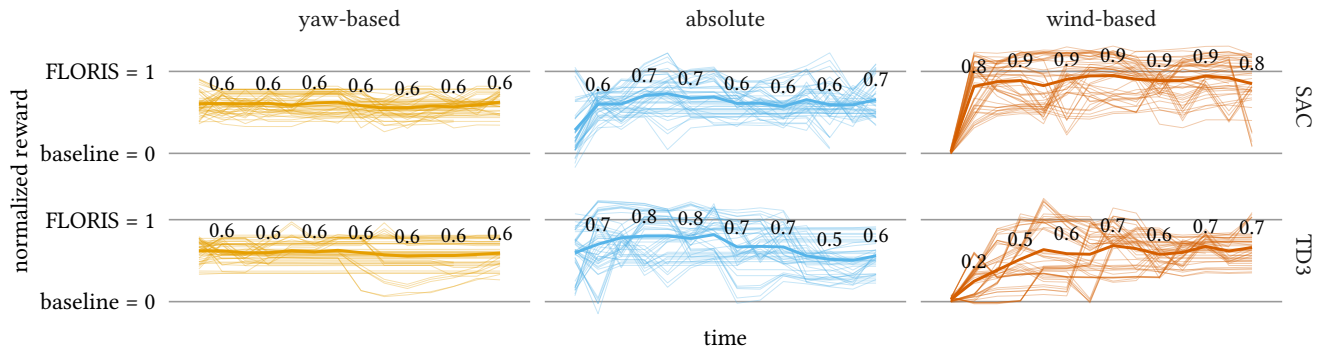 yaw-based
absolute
wind-based
normalized reward
FLORIS = 1
baseline = 0
0.6 0.6 0.6 0.6 0.6 0.6 0.6
0.6 0.7 0.7 0.6 0.6 0.6 0.7
0.8 0.9 0.9 0.9 0.9 0.9 0.8
SAC
FLORIS = 1
baseline = 0
0.6 0.6 0.6 0.6 0.6 0.6 0.6
0.7 0.8 0.8 0.7 0.7 0.5 0.6
0.2 0.5 0.6 0.7 0.6 0.7 0.7
TD3
time